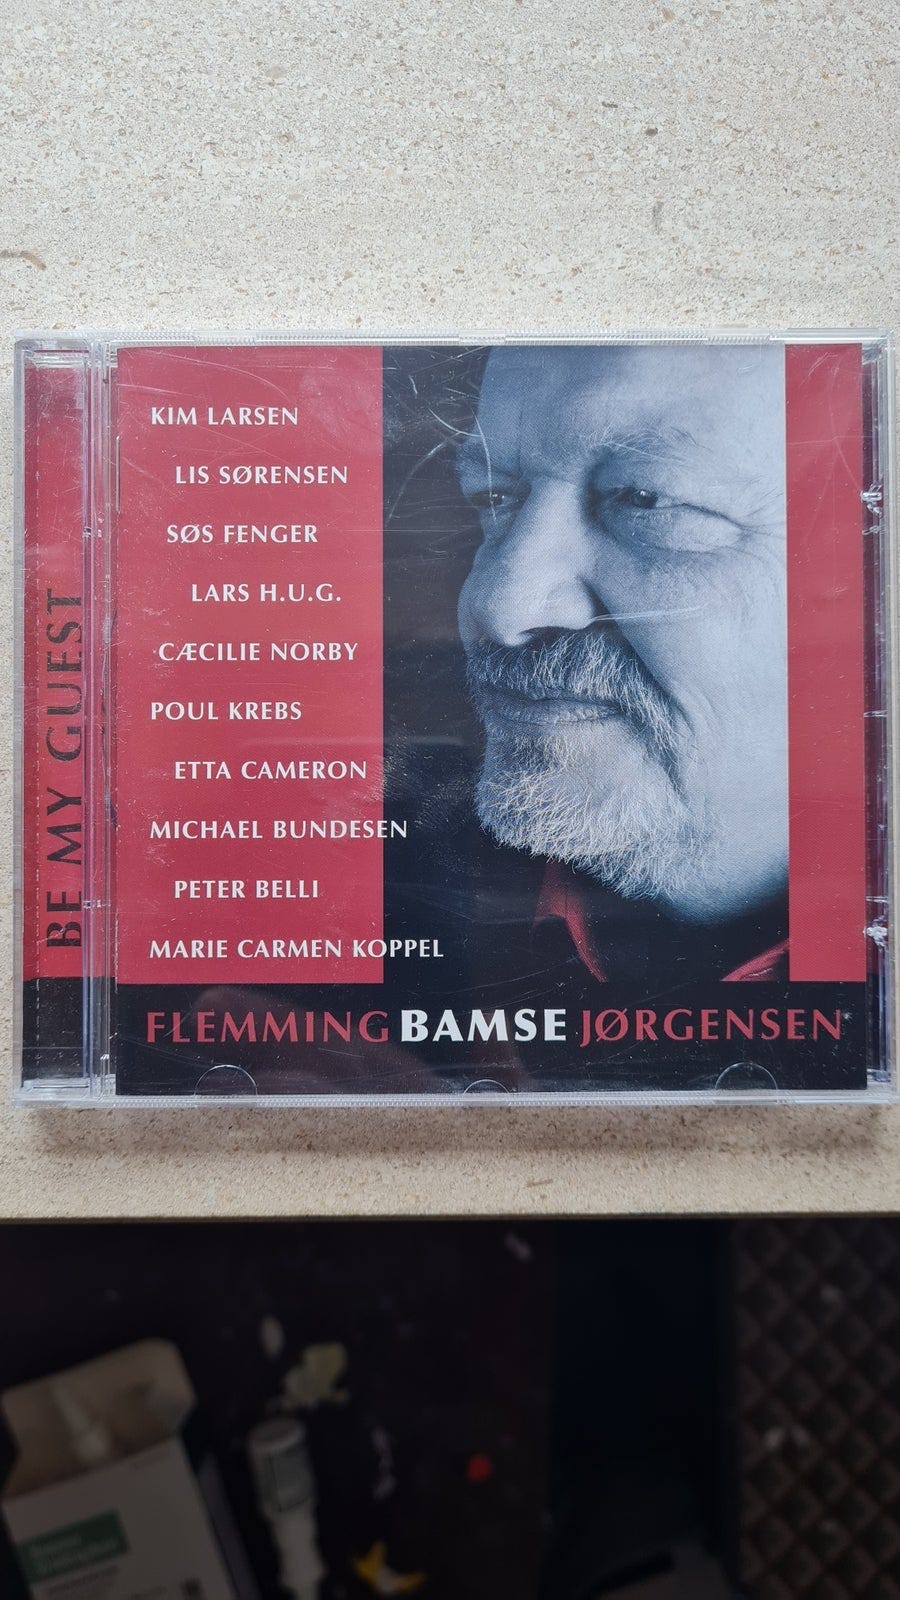 BE MY GUEST
KIM LARSEN
LIS SØRENSEN
SØS FENGER
LARS H.U.G.
CÆCILIE NORBY
POUL KREBS
ETTA CAMERON
MICHAEL BUNDESEN
PETER BELLI
MARIE CARMEN KOPPEL
FLEMMING BAMSE JØRGENSEN